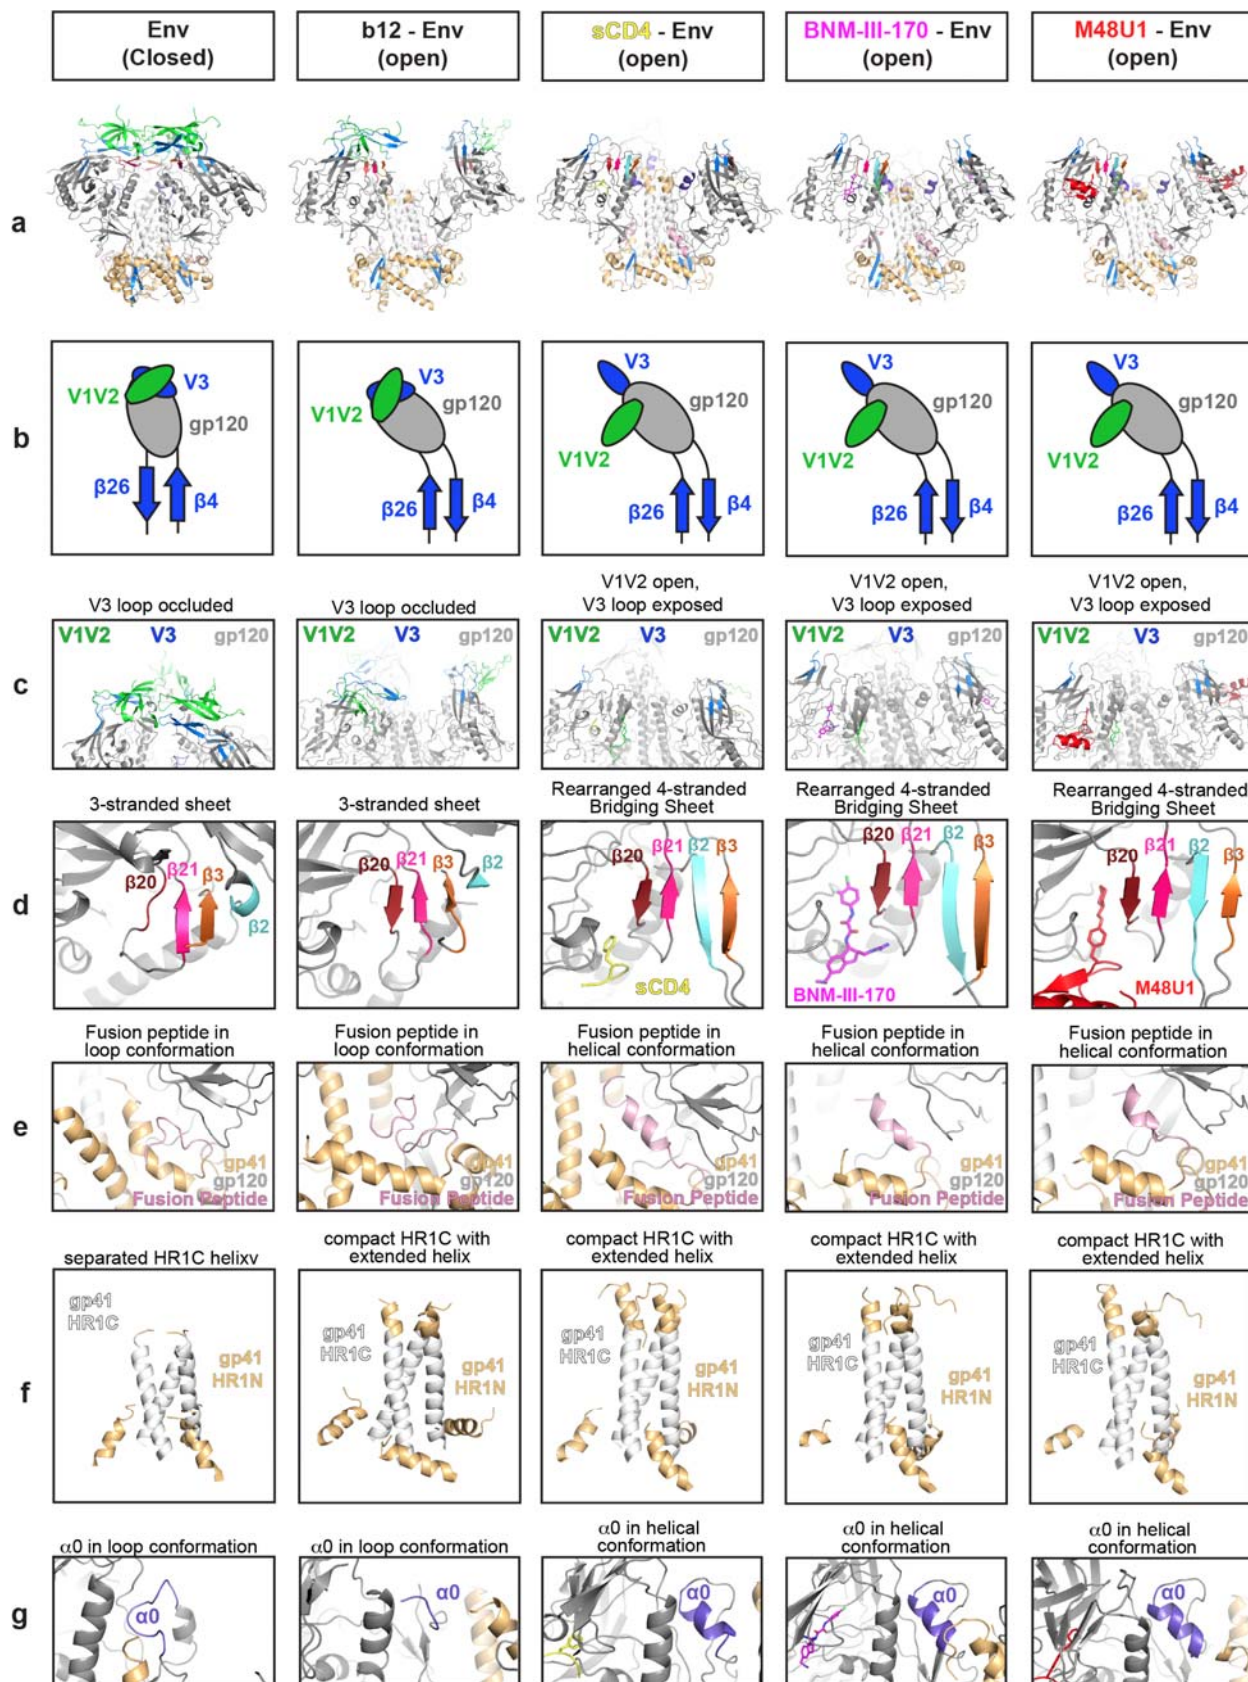 Env
(Closed)
b12 - Env
(open)
sCD4 - Env
(open)
BNM-III-170 - Env
(open)
M48U1 - Env
(open)
a
b
V3
V1V2
gp120
β26
β4
V3
V1V2
gp120
β26
β4
V3
gp120
V1V2
β26
β4
V3
gp120
V1V2
β26
β4
V3
gp120
V1V2
β26
β4
c
V3 loop occluded
V1V2 V3 gp120
V3 loop occluded
V1V2 V3 gp120
V1V2 open,
V3 loop exposed
V1V2 V3 gp120
V1V2 open,
V3 loop exposed
V1V2 V3 gp120
V1V2 open,
V3 loop exposed
V1V2 V3 gp120
d
3-stranded sheet
β20 β21 β3
β2
3-stranded sheet
β20 β21 β3 β2
Rearranged 4-stranded
Bridging Sheet
β20 β21 β2 β3
sCD4
Rearranged 4-stranded
Bridging Sheet
β20 β21 β2 β3
BNM-III-170
Rearranged 4-stranded
Bridging Sheet
β20 β21 β2 β3
M48U1
e
Fusion peptide in
loop conformation
gp41
gp120
Fusion Peptide
Fusion peptide in
loop conformation
gp41
gp120
Fusion Peptide
Fusion peptide in
helical conformation
gp41
gp120
Fusion Peptide
Fusion peptide in
helical conformation
gp41
gp120
Fusion Peptide
Fusion peptide in
helical conformation
gp41
gp120
Fusion Peptide
f
separated HR1C helixv
gp41
HR1C
gp41
HR1N
compact HR1C with
extended helix
gp41
HR1C
gp41
HR1N
compact HR1C with
extended helix
gp41
HR1C
gp41
HR1N
compact HR1C with
extended helix
gp41
HR1C
gp41
HR1N
compact HR1C with
extended helix
gp41
HR1C
gp41
HR1N
g
α0 in loop conformation
α0
α0 in loop conformation
α0
α0 in helical
conformation
α0
α0 in helical
conformation
α0
α0 in helical
conformation
α0